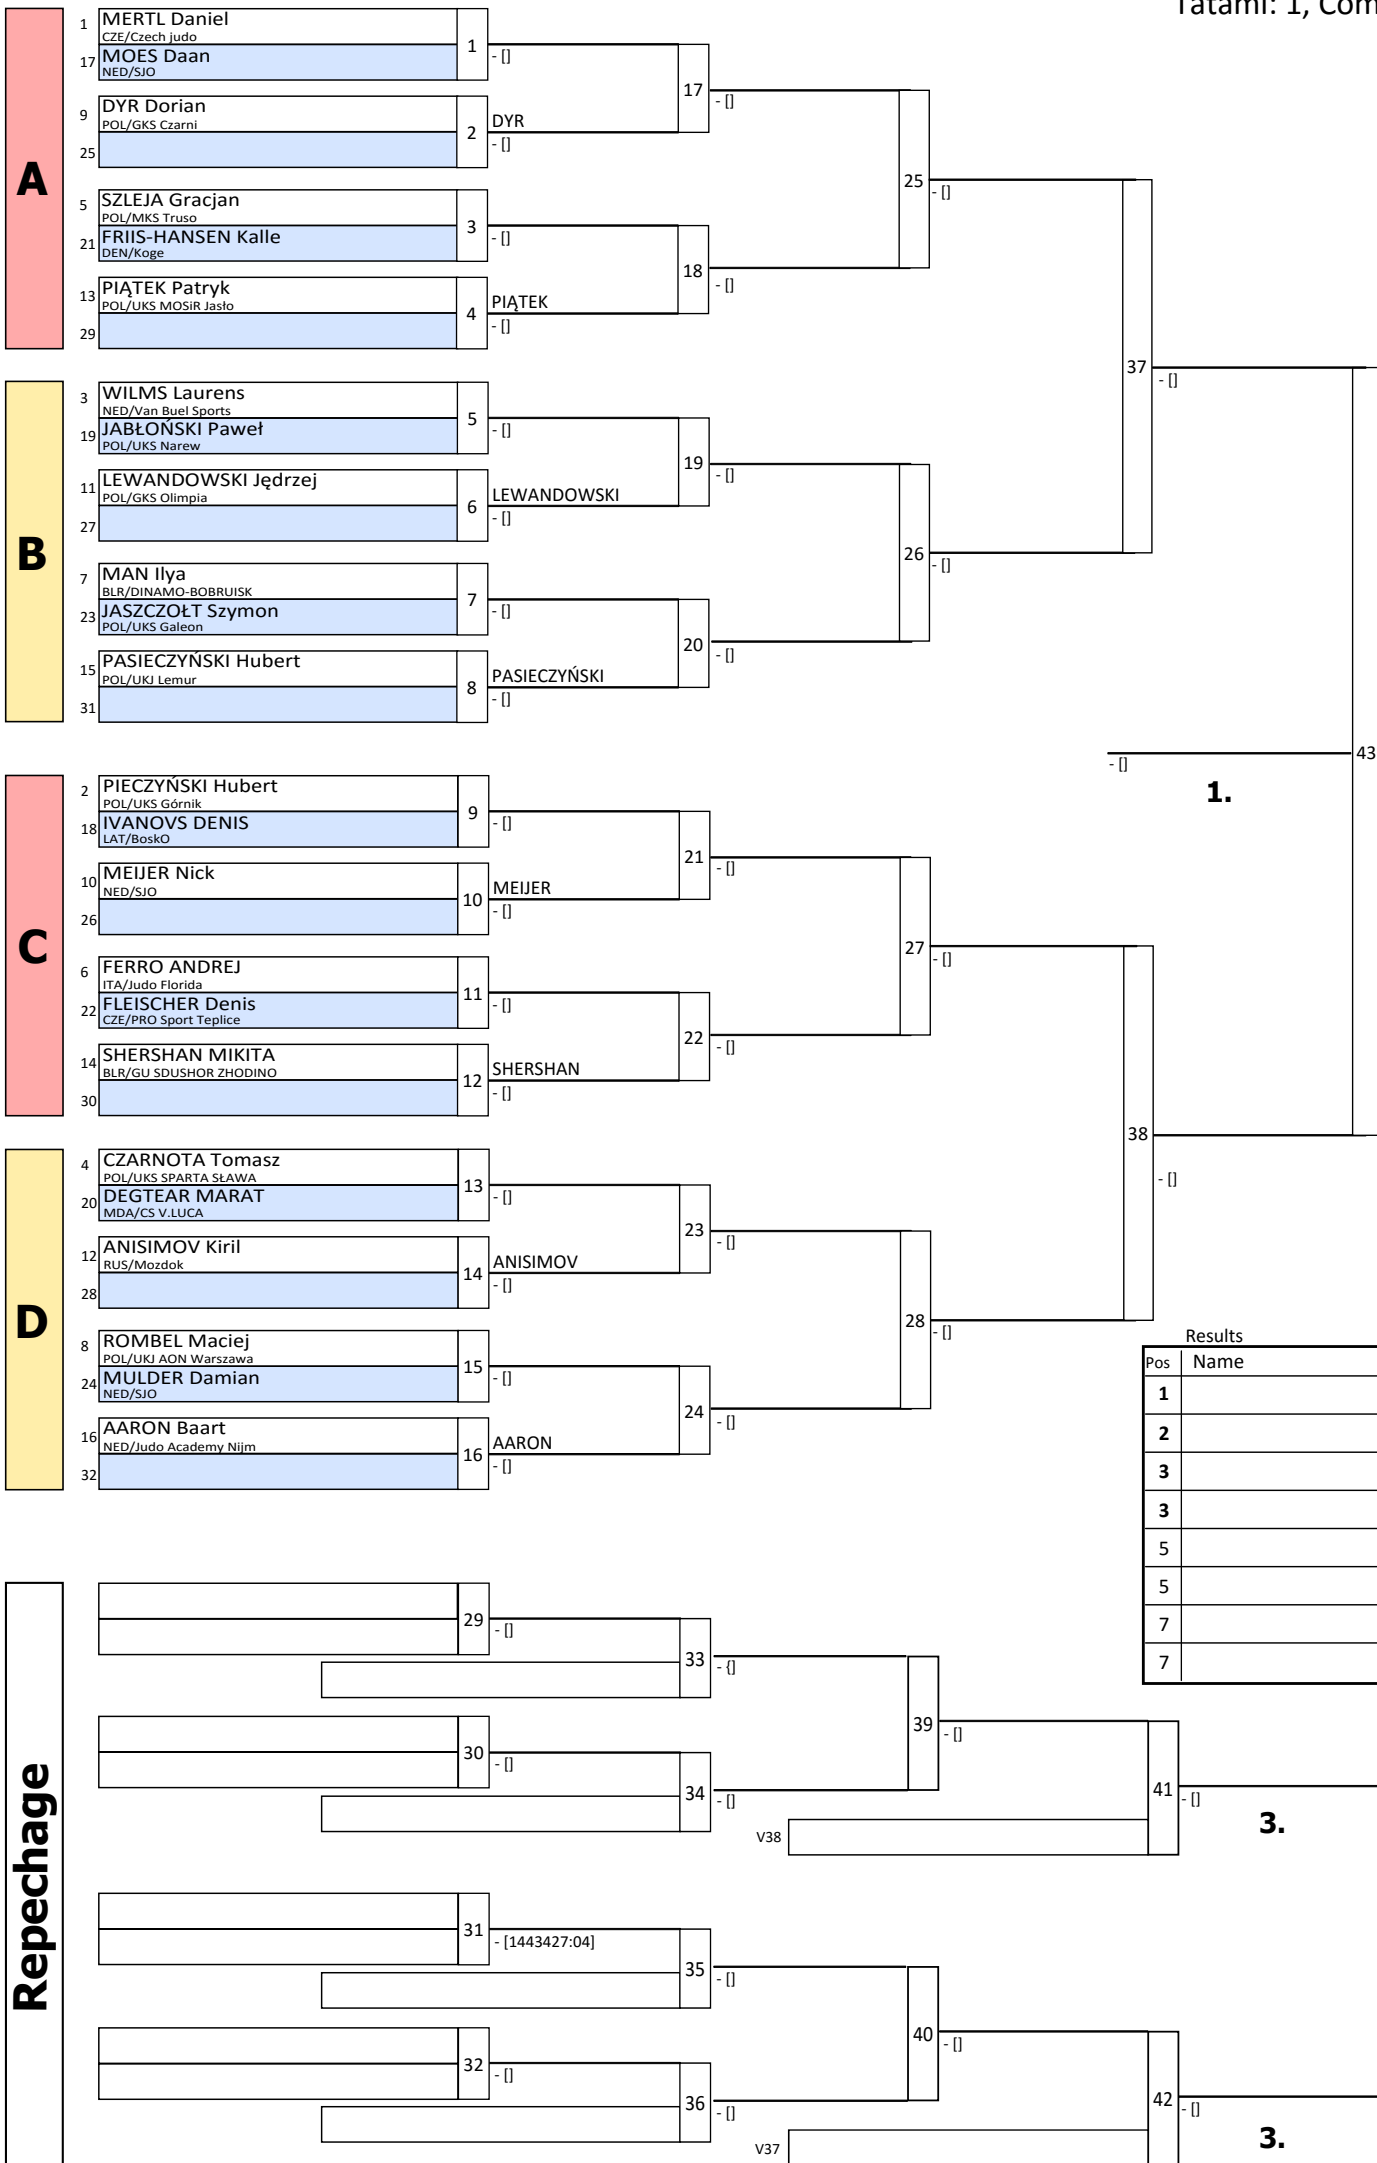 Tatami: 1, Com
A
1 MERTL Daniel
CZE/Czech judo
17 MOES Daan
NED/SJO
1
- []
9 DYR Dorian
POL/GKS Czarni
25
2
DYR
- []
17
- []
5 SZLEJA Gracjan
POL/MKS Truso
21 FRIIS-HANSEN Kalle
DEN/Koge
3
- []
13 PIĄTEK Patryk
POL/UKS MOSiR Jasło
29
4
PIĄTEK
- []
18
- []
25
- []
B
3 WILMS Laurens
NED/Van Buel Sports
19 JABŁOŃSKI Paweł
POL/UKS Narew
5
- []
11 LEWANDOWSKI Jędrzej
POL/GKS Olimpia
27
6
LEWANDOWSKI
- []
19
- []
7 MAN Ilya
BLR/DINAMO-BOBRUISK
23 JASZCZOŁT Szymon
POL/UKS Galeon
7
- []
15 PASIECZYŃSKI Hubert
POL/UKJ Lemur
31
8
PASIECZYŃSKI
- []
20
- []
26
- []
37
- []
43
- []
1.
C
2 PIECZYŃSKI Hubert
POL/UKS Górnik
18 IVANOVS DENIS
LAT/BoskO
9
- []
10 MEIJER Nick
NED/SJO
26
10
MEIJER
- []
21
- []
6 FERRO ANDREJ
ITA/Judo Florida
22 FLEISCHER Denis
CZE/PRO Sport Teplice
11
- []
14 SHERSHAN MIKITA
BLR/GU SDUSHOR ZHODINO
30
12
SHERSHAN
- []
22
- []
27
- []
D
4 CZARNOTA Tomasz
POL/UKS SPARTA SŁAWA
20 DEGTEAR MARAT
MDA/CS V.LUCA
13
- []
12 ANISIMOV Kiril
RUS/Mozdok
28
14
ANISIMOV
- []
23
- []
8 ROMBEL Maciej
POL/UKJ AON Warszawa
24 MULDER Damian
NED/SJO
15
- []
16 AARON Baart
NED/Judo Academy Nijm
32
16
AARON
- []
24
- []
28
- []
38
- []
Results
Pos Name
1
2
3
3
5
5
7
7
Repechage
29
- []
33
- {]
30
- []
34
- []
39
- []
V38
41
- []
3.
31
- [1443427:04]
35
- []
32
- []
36
- []
40
- []
V37
42
- []
3.